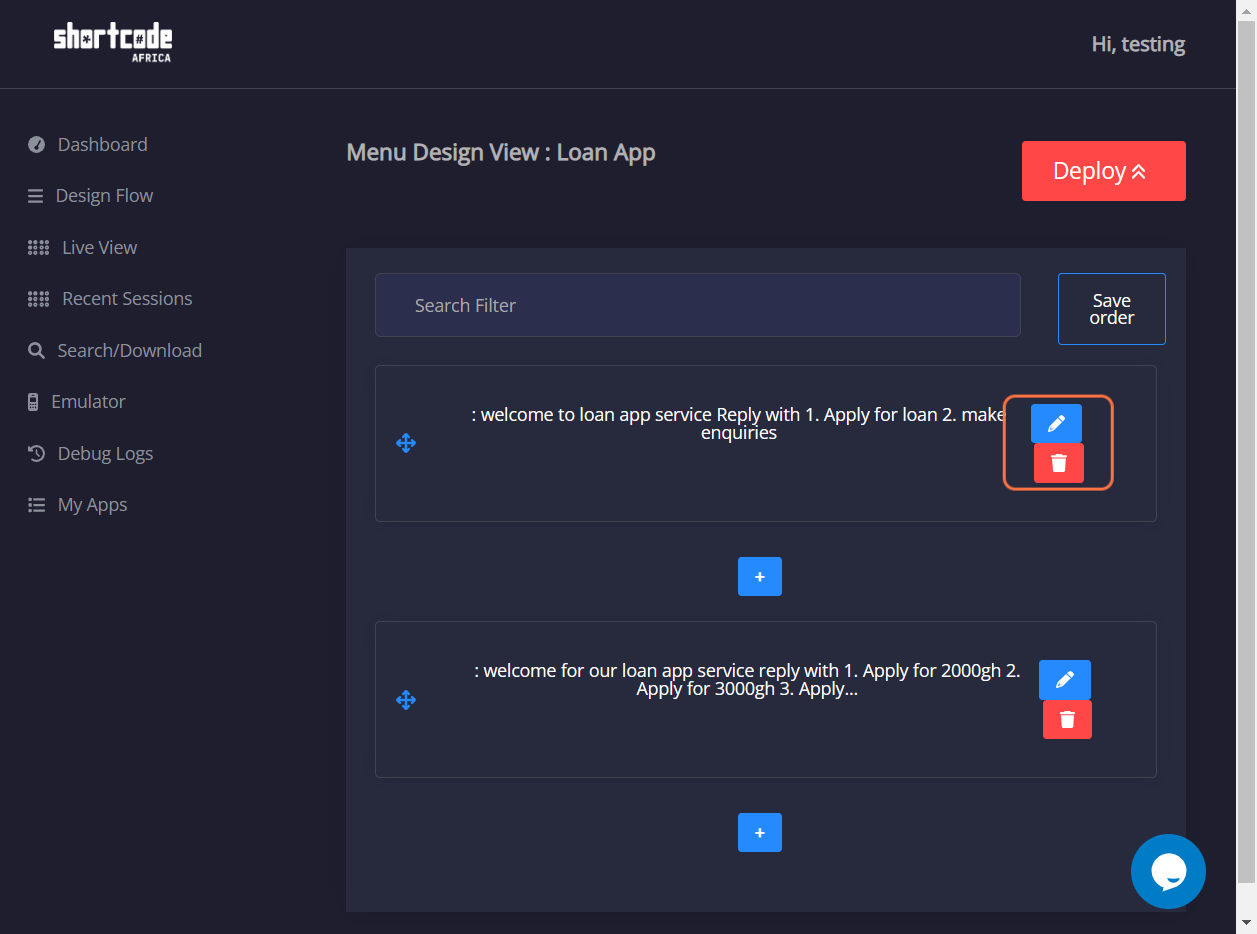 shortcode
AFRICA
Hi, testing
Dashboard
Design Flow
Live View
Recent Sessions
Search/Download
Emulator
Debug Logs
My Apps
Menu Design View : Loan App
Deploy
Search Filter
Save
order
: welcome to loan app service Reply with 1. Apply for loan 2. make
enquiries
+
: welcome for our loan app service reply with 1. Apply for 2000gh 2.
Apply for 3000gh 3. Apply...
+